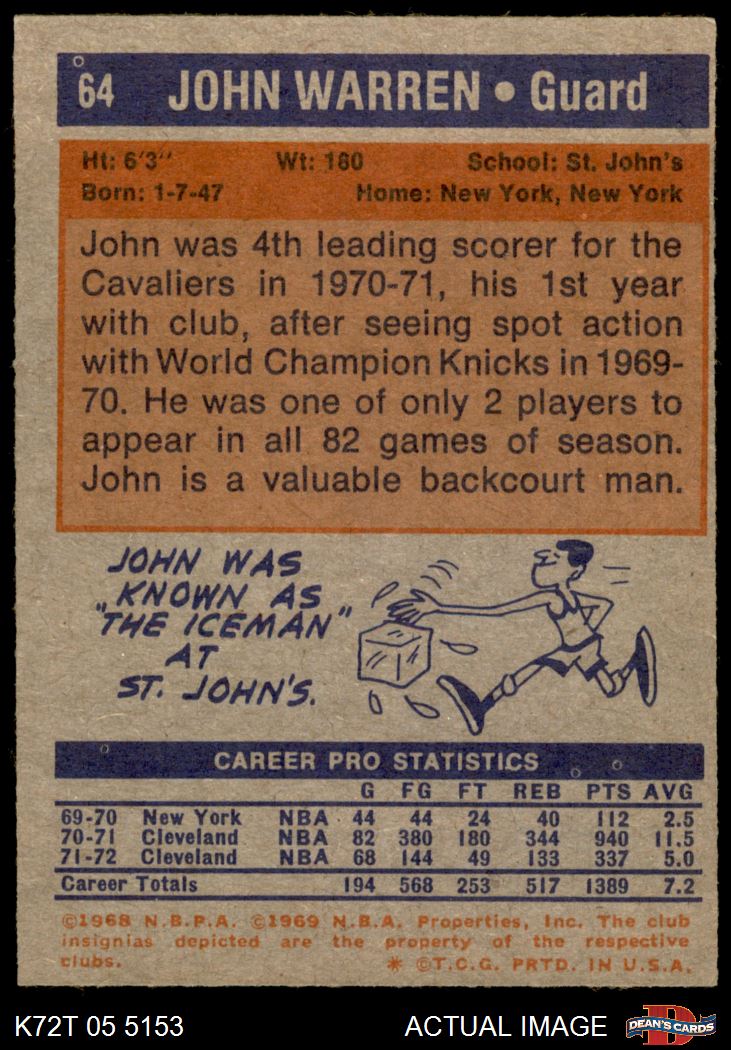 64 JOHN WARREN • Guard
Ht: 6'3" Wt: 180 School: St. John's
Born: 1-7-47 Home: New York, New York
John was 4th leading scorer for the
Cavaliers in 1970-71, his 1st year
with club, after seeing spot action
with World Champion Knicks in 1969-
70. He was one of only 2 players to
appear in all 82 games of season.
John is a valuable backcourt man.
JOHN WAS
"KNOWN AS
THE ICEMAN"
AT
ST. JOHN'S.
CAREER PRO STATISTICS
G FG FT REB PTS AVG
69-70 New York NBA 44 44 24 40 112 2.5
70-71 Cleveland NBA 82 380 180 344 940 11.5
71-72 Cleveland NBA 68 144 49 133 337 5.0
Career Totals 194 568 253 517 1389 7.2
©1968 N.B.P.A. ©1969 N.B.A. Properties, Inc. The club
insignias depicted are the property of the respective
clubs. * ©T.C.G. PRTD. IN U.S.A.
K72T 05 5153 ACTUAL IMAGE D DEAN'S CARDS